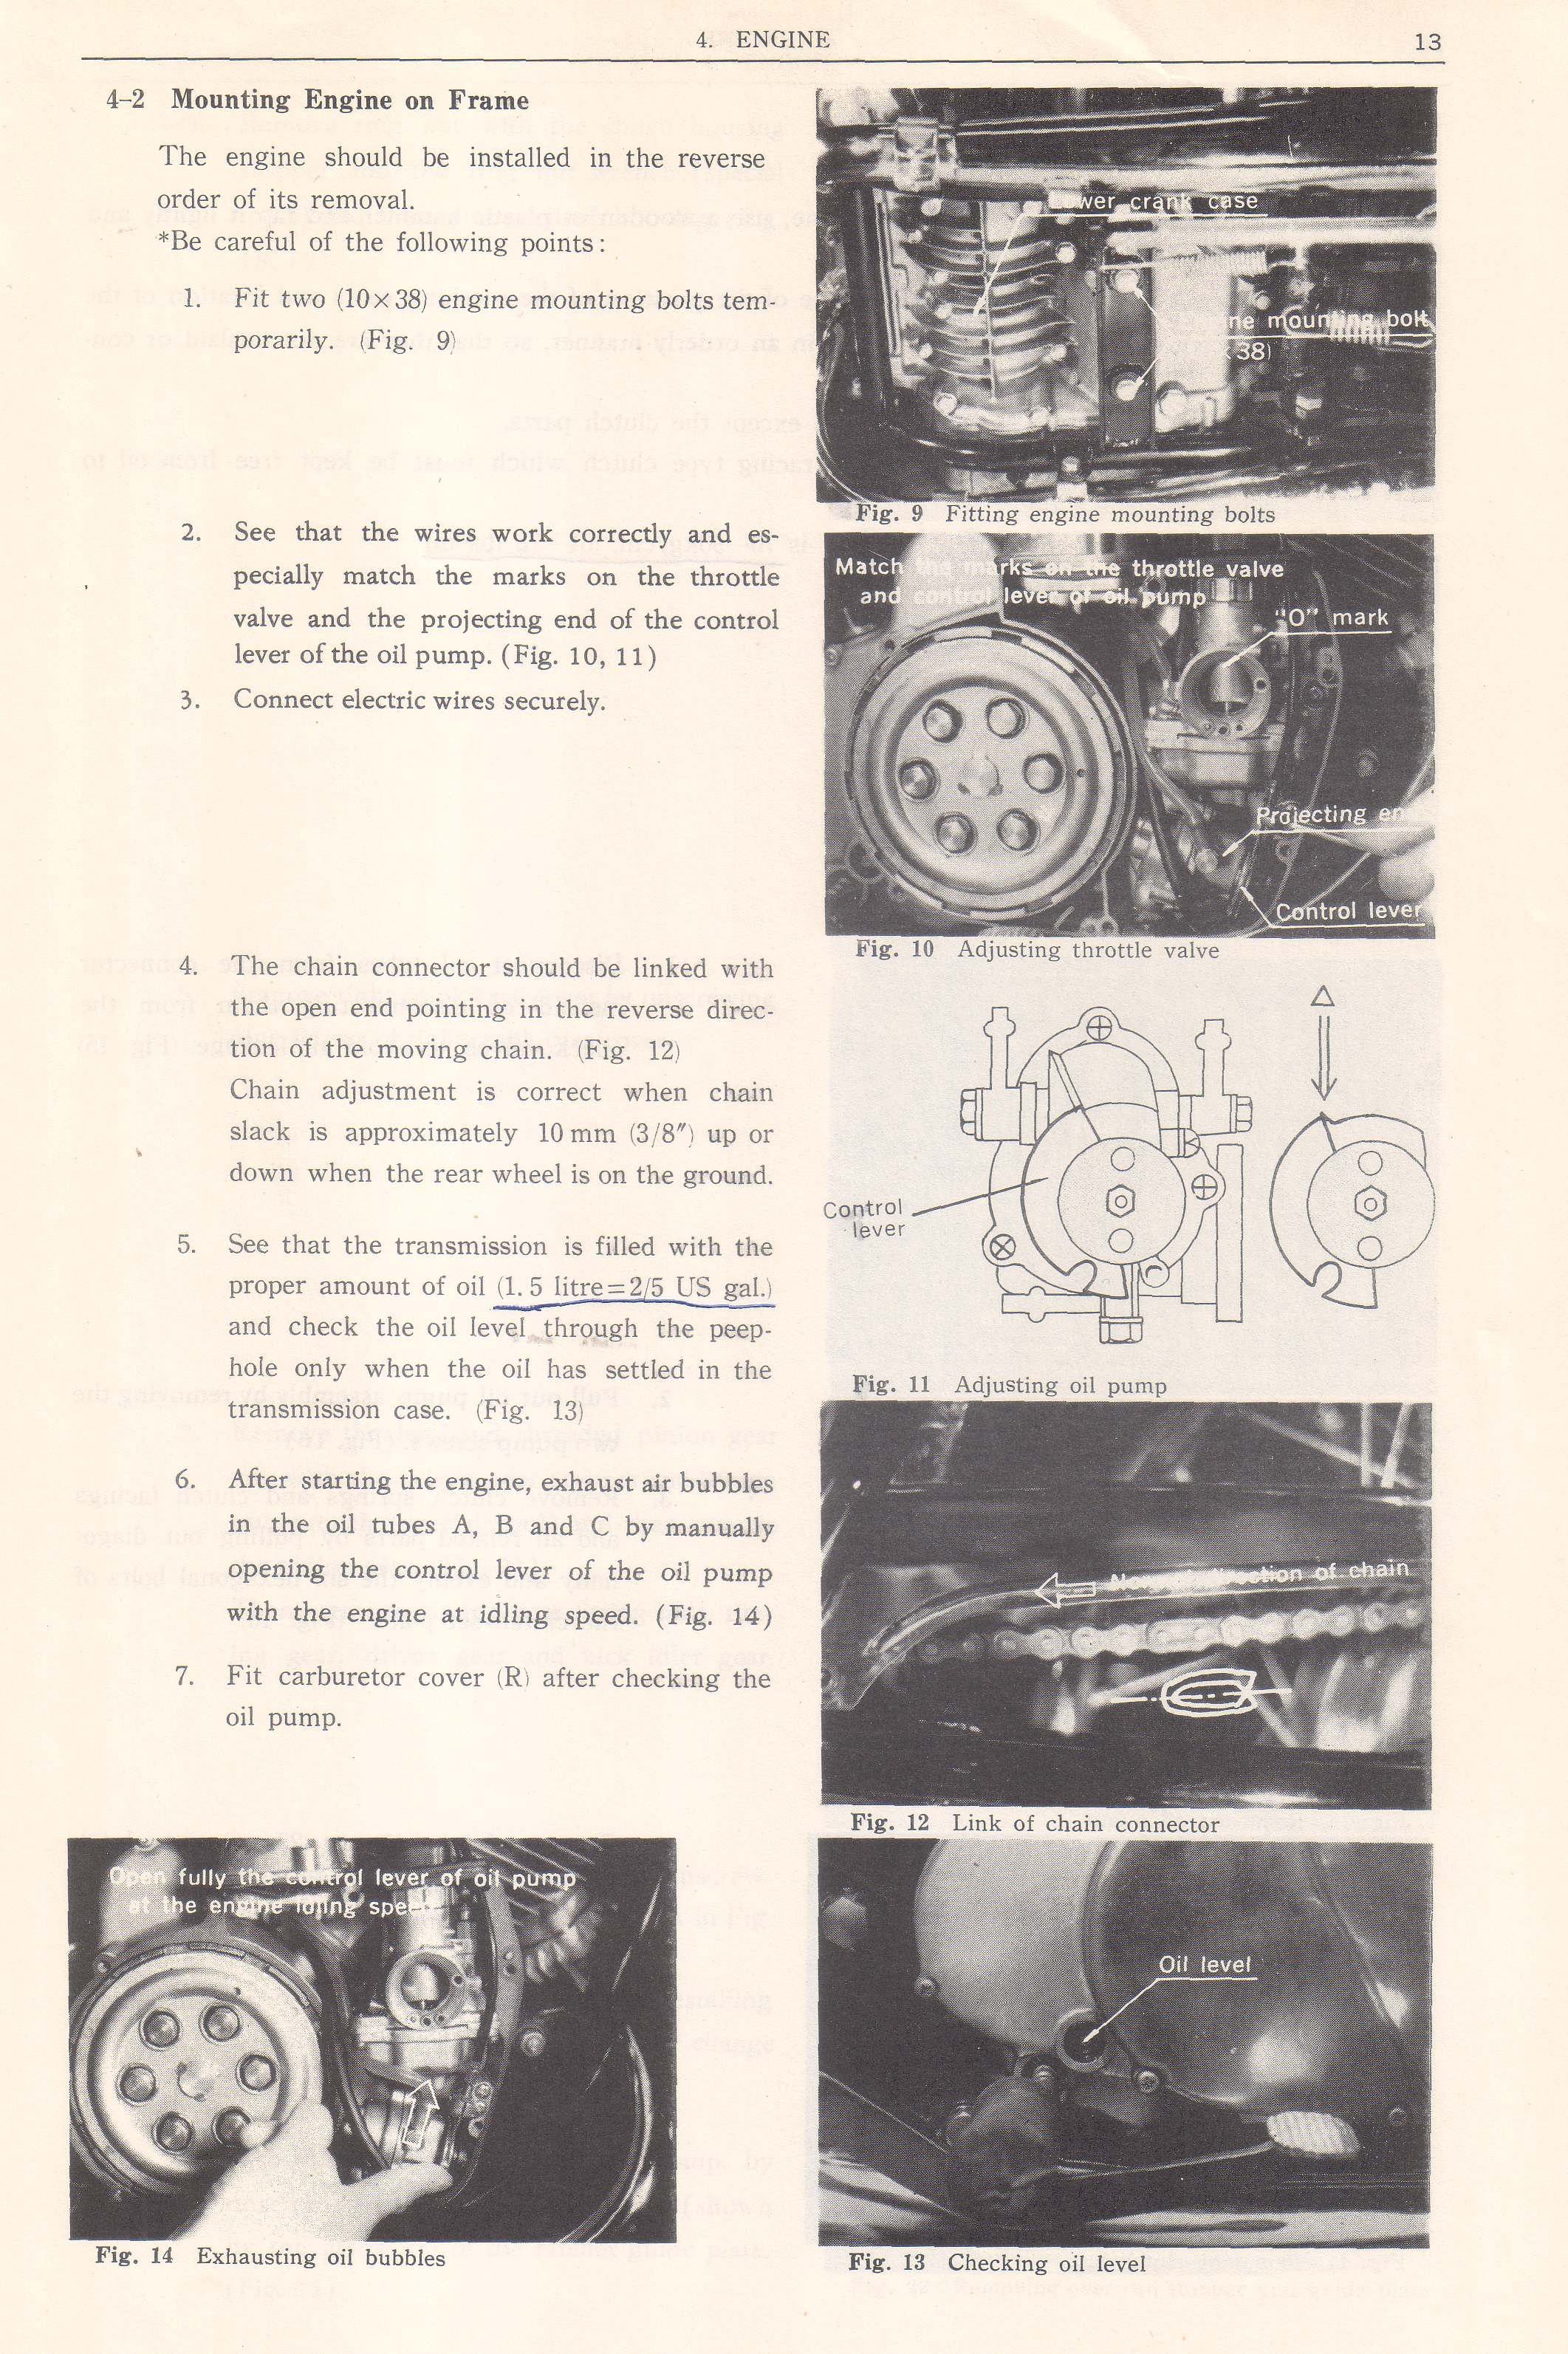 4. ENGINE
13
4-2 Mounting Engine on Frame
The engine should be installed in the reverse
order of its removal.
*Be careful of the following points:
1. Fit two (10×38) engine mounting bolts tem-
porarily. (Fig. 9)
2. See that the wires work correctly and es-
pecially match the marks on the throttle
valve and the projecting end of the control
lever of the oil pump. (Fig. 10, 11)
3. Connect electric wires securely.
4. The chain connector should be linked with
the open end pointing in the reverse direc-
tion of the moving chain. (Fig. 12)
Chain adjustment is correct when chain
slack is approximately 10 mm (3/8″) up or
down when the rear wheel is on the ground.
5. See that the transmission is filled with the
proper amount of oil (1.5 litre=2/5 US gal.)
and check the oil level through the peep-
hole only when the oil has settled in the
transmission case. (Fig. 13)
6. After starting the engine, exhaust air bubbles
in the oil tubes A, B and C by manually
opening the control lever of the oil pump
with the engine at idling speed. (Fig. 14)
7. Fit carburetor cover (R) after checking the
oil pump.
Open fully the control lever of oil pump
at the engine idling speed
Fig. 14 Exhausting oil bubbles
Lower crank case
mounting bolt
×38)
Fig. 9 Fitting engine mounting bolts
Match the marks on the throttle valve
and control lever of oil pump
"O" mark
Projecting en
Control lever
Fig. 10 Adjusting throttle valve
Control
lever
Fig. 11 Adjusting oil pump
Normal direction of chain
Fig. 12 Link of chain connector
Oil level
Fig. 13 Checking oil level